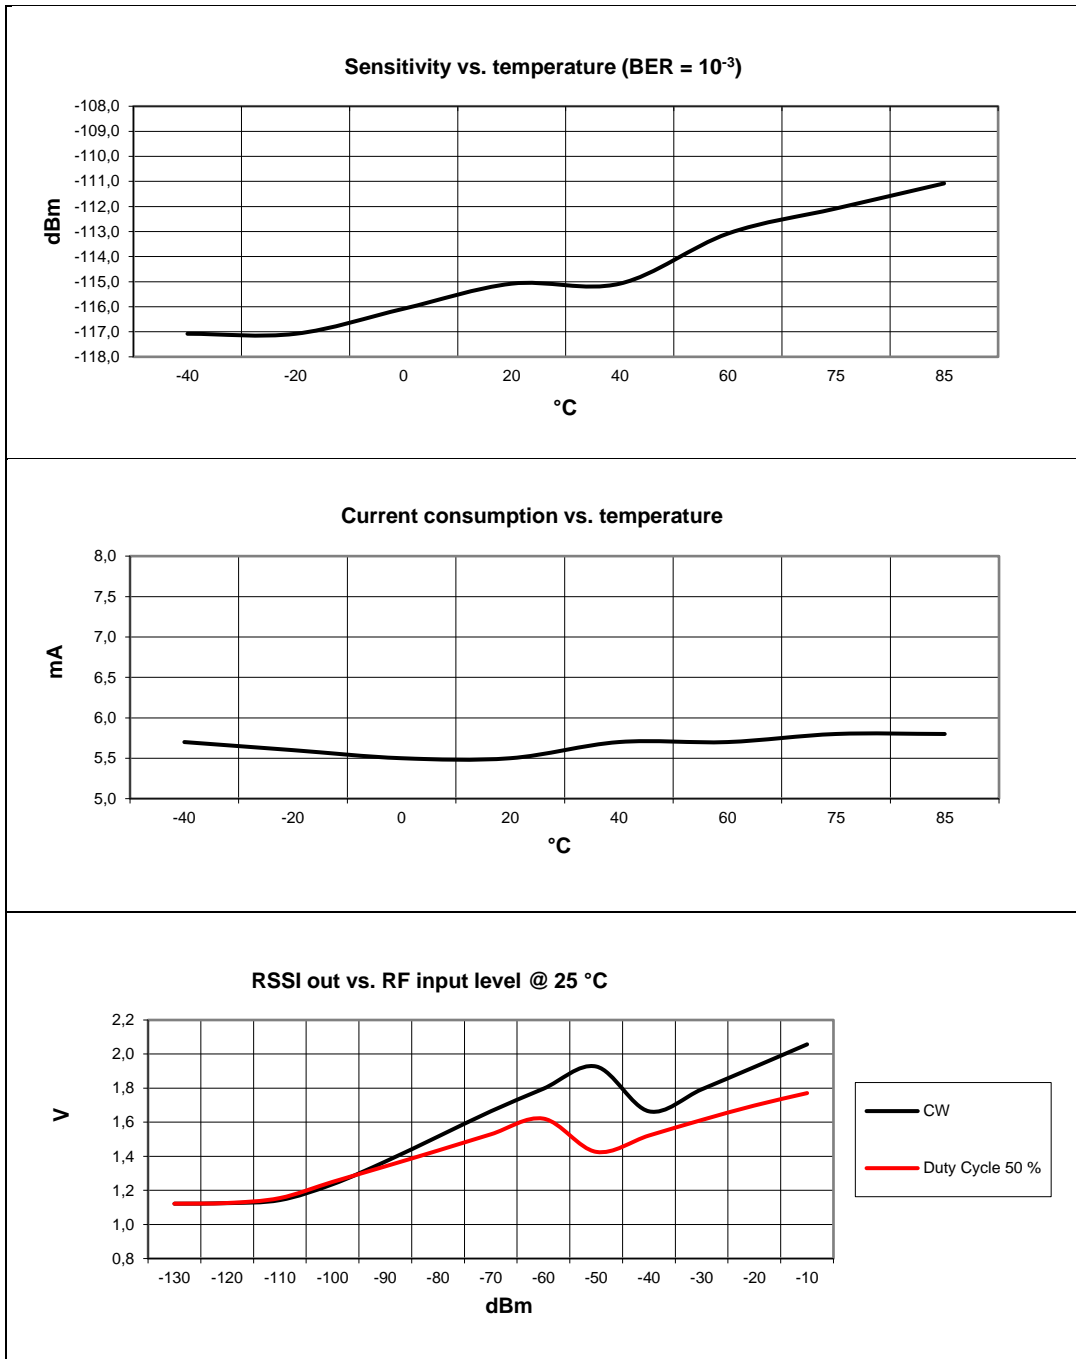 Sensitivity vs. temperature (BER = 10⁻³)
-108,0
-109,0
-110,0
-111,0
-112,0
-113,0
-114,0
-115,0
-116,0
-117,0
-118,0
dBm
-40 -20 0 20 40 60 75 85
°C
Current consumption vs. temperature
8,0
7,5
7,0
6,5
6,0
5,5
5,0
mA
-40 -20 0 20 40 60 75 85
°C
RSSI out vs. RF input level @ 25 °C
2,2
2,0
1,8
1,6
1,4
1,2
1,0
0,8
V
-130 -120 -110 -100 -90 -80 -70 -60 -50 -40 -30 -20 -10
dBm
CW
Duty Cycle 50 %